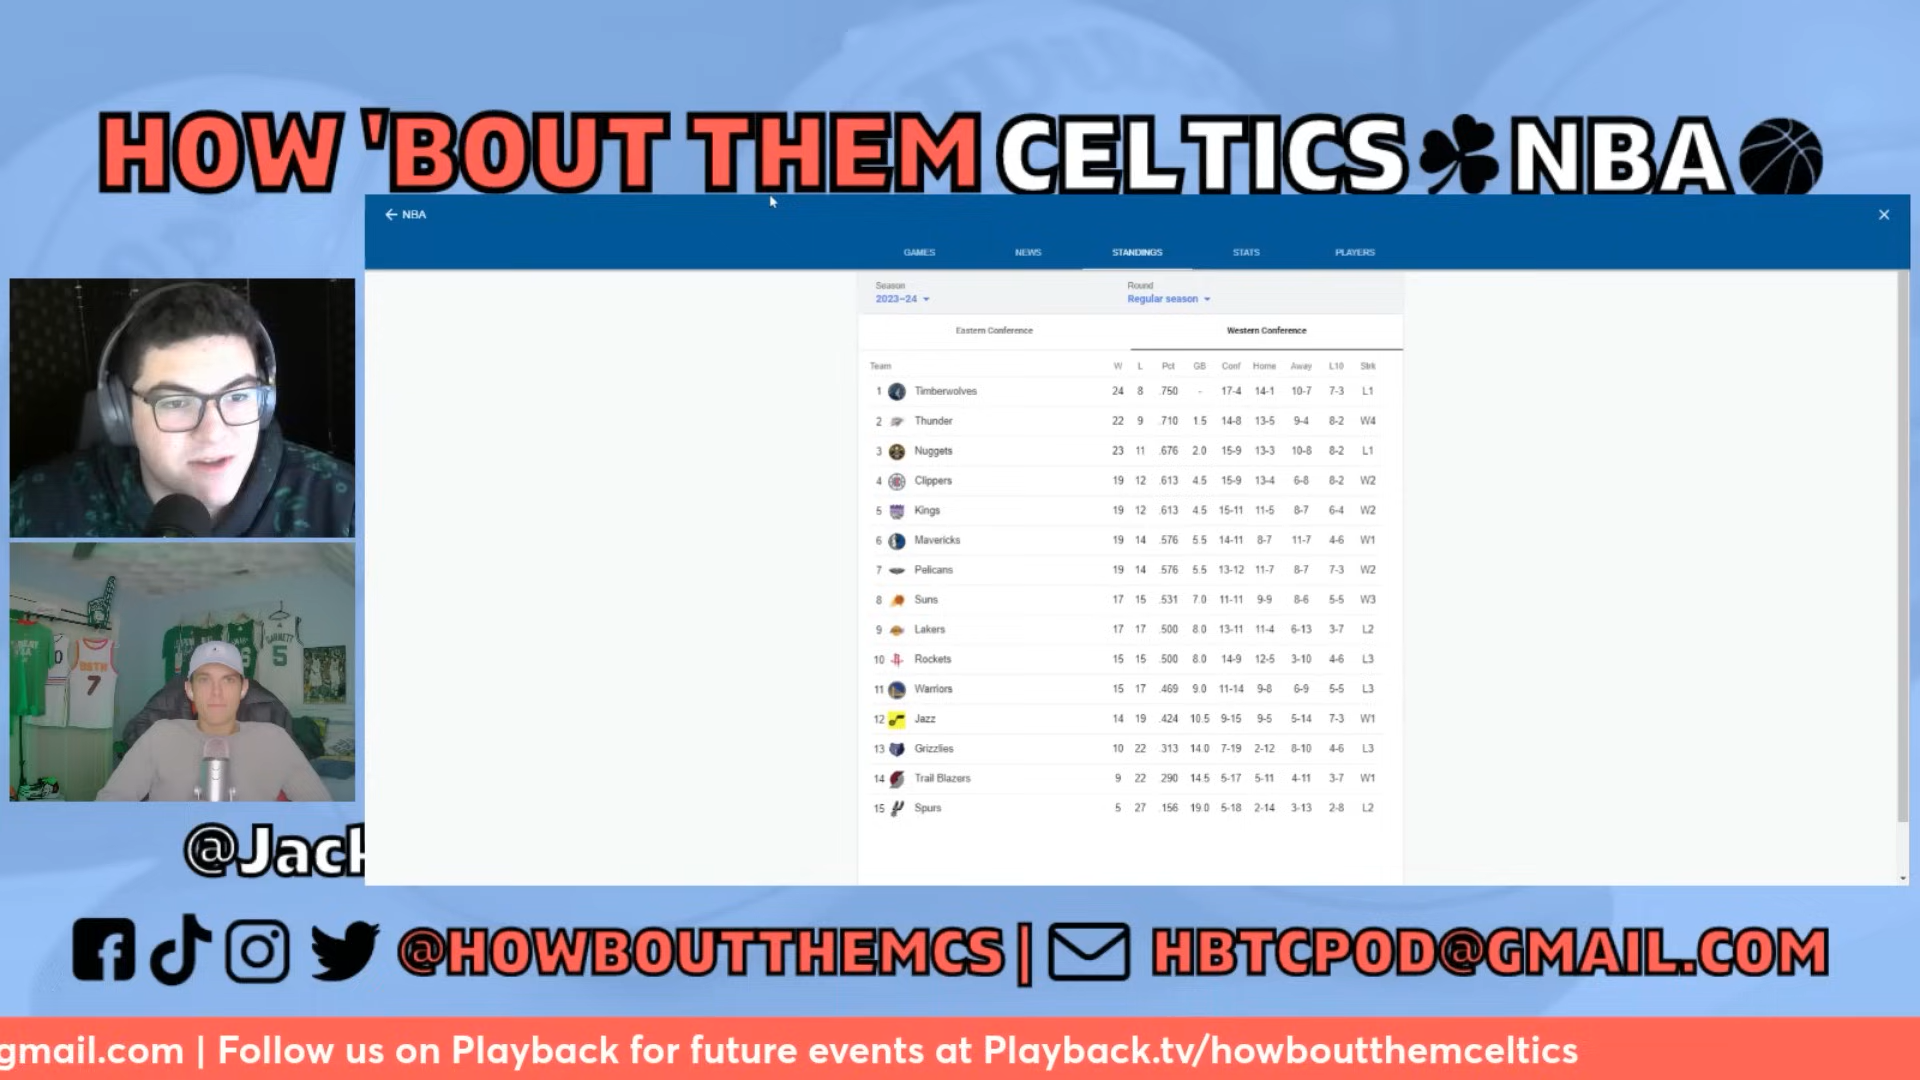 HOW 'BOUT THEM CELTICS NBA
NBA
GAMES NEWS STANDINGS STATS PLAYERS
Season Round
2023-24 Regular season
Eastern Conference Western Conference
Team W L Pct GB Conf Home Away L10 Strk
1 Timberwolves 24 8 .750 - 17-4 14-1 10-7 7-3 L1
2 Thunder 22 9 .710 1.5 14-8 13-5 9-4 8-2 W4
3 Nuggets 23 11 .676 2.0 15-9 13-3 10-8 8-2 L1
4 Clippers 19 12 .613 4.5 15-9 13-4 6-8 8-2 W2
5 Kings 19 12 .613 4.5 15-11 11-5 8-7 6-4 W2
6 Mavericks 19 14 .576 5.5 14-11 8-7 11-7 4-6 W1
7 Pelicans 19 14 .576 5.5 13-12 11-7 8-7 7-3 W2
8 Suns 17 15 .531 7.0 11-11 9-9 8-6 5-5 W3
9 Lakers 17 17 .500 8.0 13-11 11-4 6-13 3-7 L2
10 Rockets 15 15 .500 8.0 14-9 12-5 3-10 4-6 L3
11 Warriors 15 17 .469 9.0 11-14 9-8 6-9 5-5 L3
12 Jazz 14 19 .424 10.5 9-15 9-5 5-14 7-3 W1
13 Grizzlies 10 22 .313 14.0 7-19 2-12 8-10 4-6 L3
14 Trail Blazers 9 22 .290 14.5 5-17 5-11 4-11 3-7 W1
15 Spurs 5 27 .156 19.0 5-18 2-14 3-13 2-8 L2
GARNETT
5
7
@Jack
@HOWBOUTTHEMCS | HBTCPOD@GMAIL.COM
gmail.com | Follow us on Playback for future events at Playback.tv/howboutthemceltics